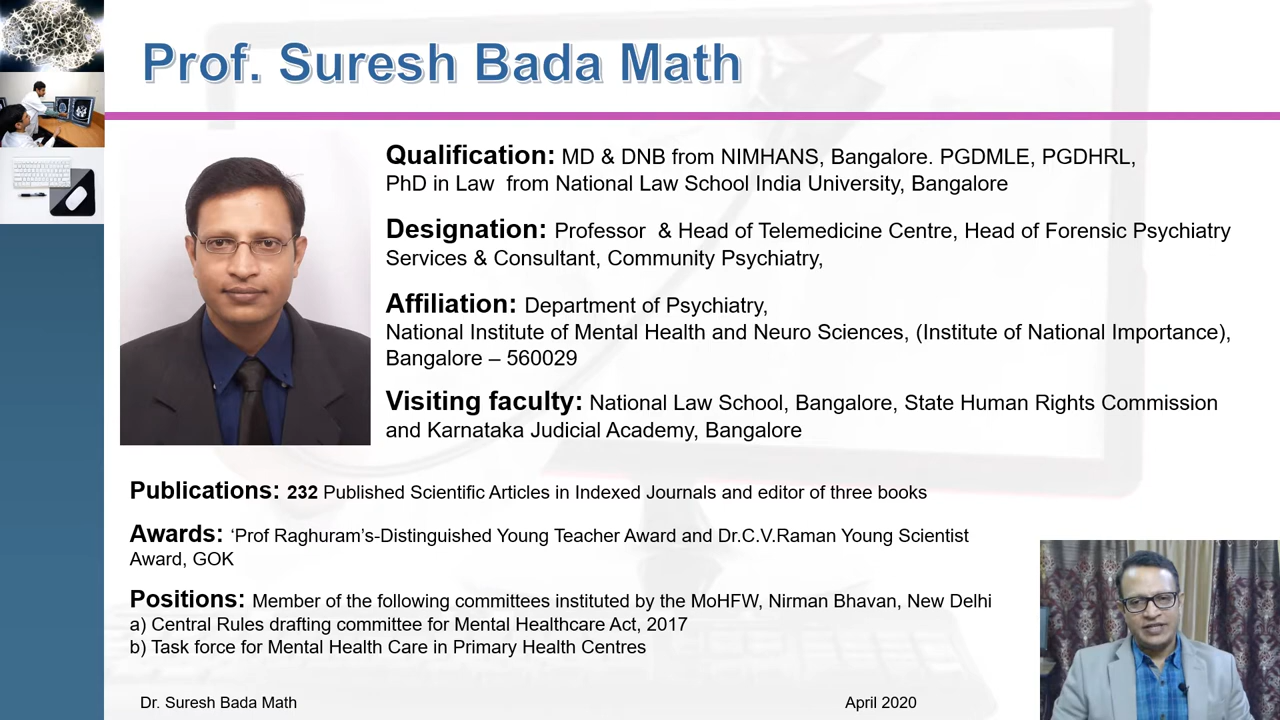 Prof. Suresh Bada Math
Qualification: MD & DNB from NIMHANS, Bangalore. PGDMLE, PGDHRL,
PhD in Law from National Law School India University, Bangalore
Designation: Professor & Head of Telemedicine Centre, Head of Forensic Psychiatry
Services & Consultant, Community Psychiatry,
Affiliation: Department of Psychiatry,
National Institute of Mental Health and Neuro Sciences, (Institute of National Importance),
Bangalore – 560029
Visiting faculty: National Law School, Bangalore, State Human Rights Commission
and Karnataka Judicial Academy, Bangalore
Publications: 232 Published Scientific Articles in Indexed Journals and editor of three books
Awards: ‘Prof Raghuram’s-Distinguished Young Teacher Award and Dr.C.V.Raman Young Scientist
Award, GOK
Positions: Member of the following committees instituted by the MoHFW, Nirman Bhavan, New Delhi
a) Central Rules drafting committee for Mental Healthcare Act, 2017
b) Task force for Mental Health Care in Primary Health Centres
Dr. Suresh Bada Math
April 2020